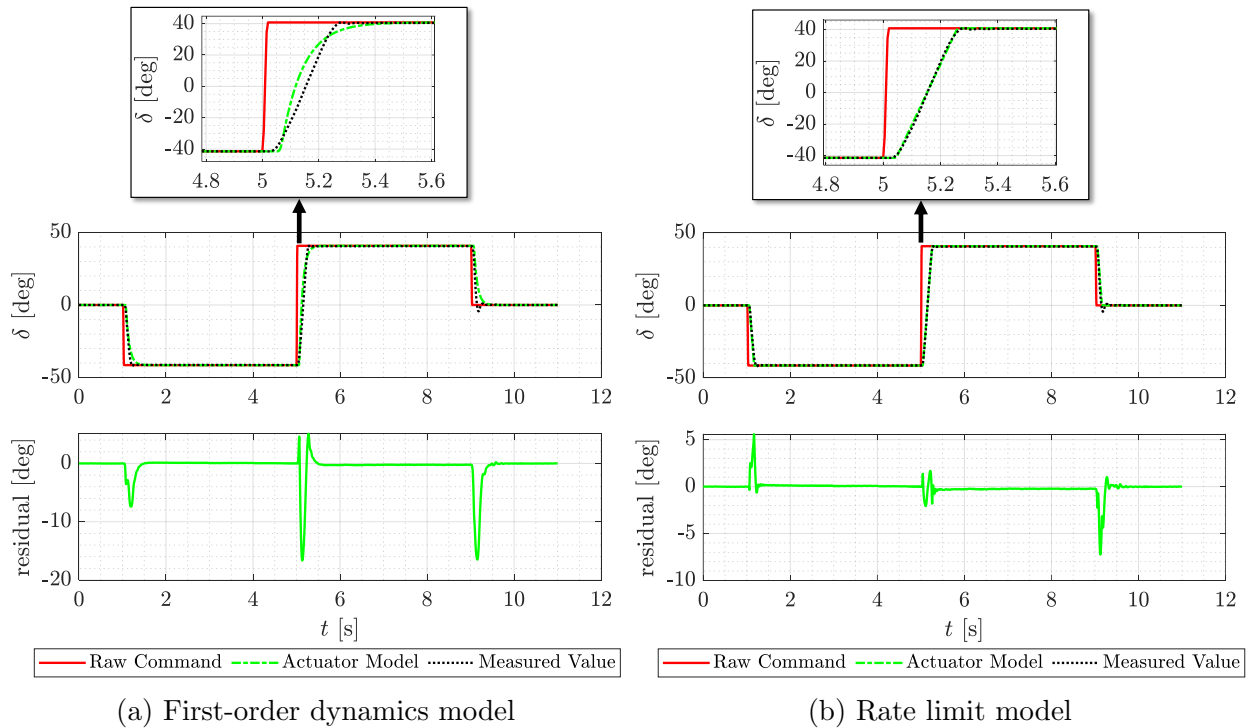 40
20
0
-20
-40
δ [deg]
4.8 5 5.2 5.4 5.6
40
20
0
-20
-40
δ [deg]
4.8 5 5.2 5.4 5.6
50
0
-50
δ [deg]
0 2 4 6 8 10 12
50
0
-50
δ [deg]
0 2 4 6 8 10 12
0
-10
-20
residual [deg]
0 2 4 6 8 10 12
t [s]
5
0
-5
-10
residual [deg]
0 2 4 6 8 10 12
t [s]
Raw Command Actuator Model Measured Value
Raw Command Actuator Model Measured Value
(a) First-order dynamics model
(b) Rate limit model